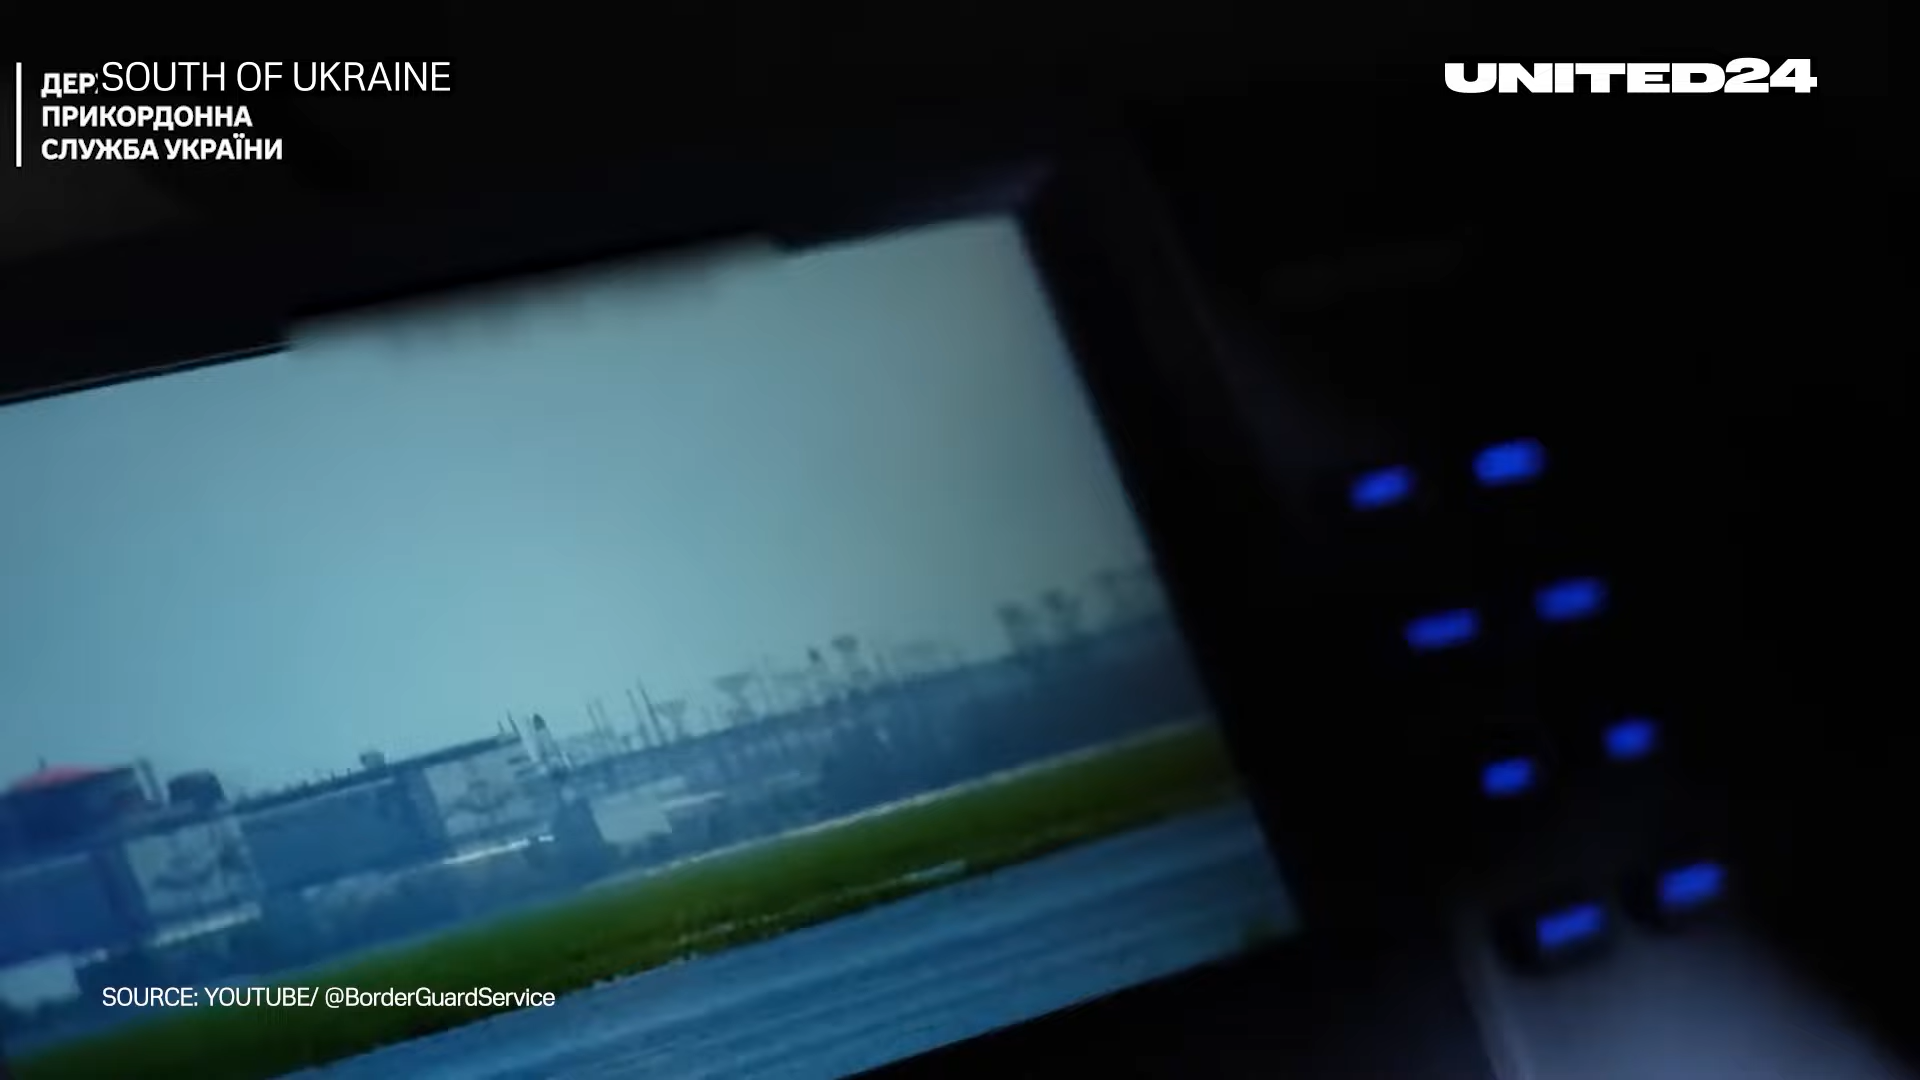 SOUTH OF UKRAINE
UNITED24
ПРИКОРДОННА
СЛУЖБА УКРАЇНИ
SOURCE: YOUTUBE/ @BorderGuardService